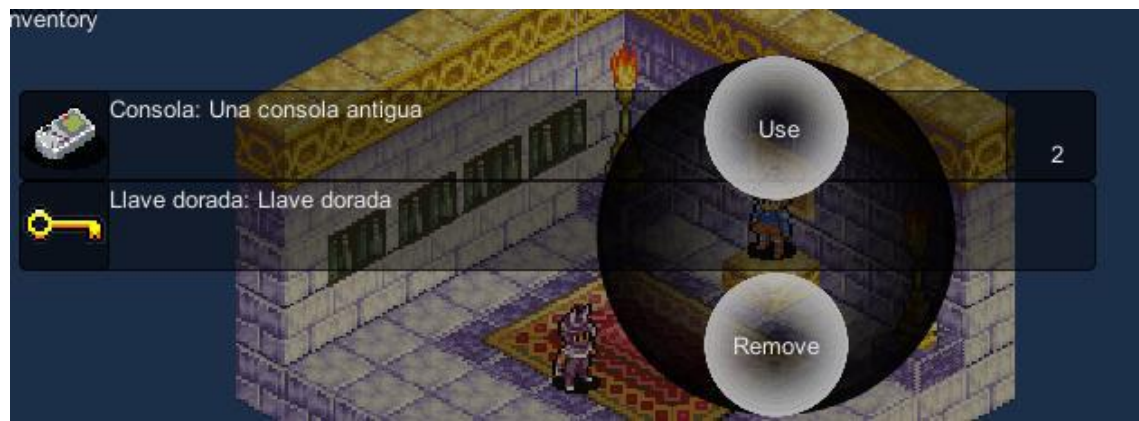 nventory
Consola: Una consola antigua
2
Llave dorada: Llave dorada
Use
Remove